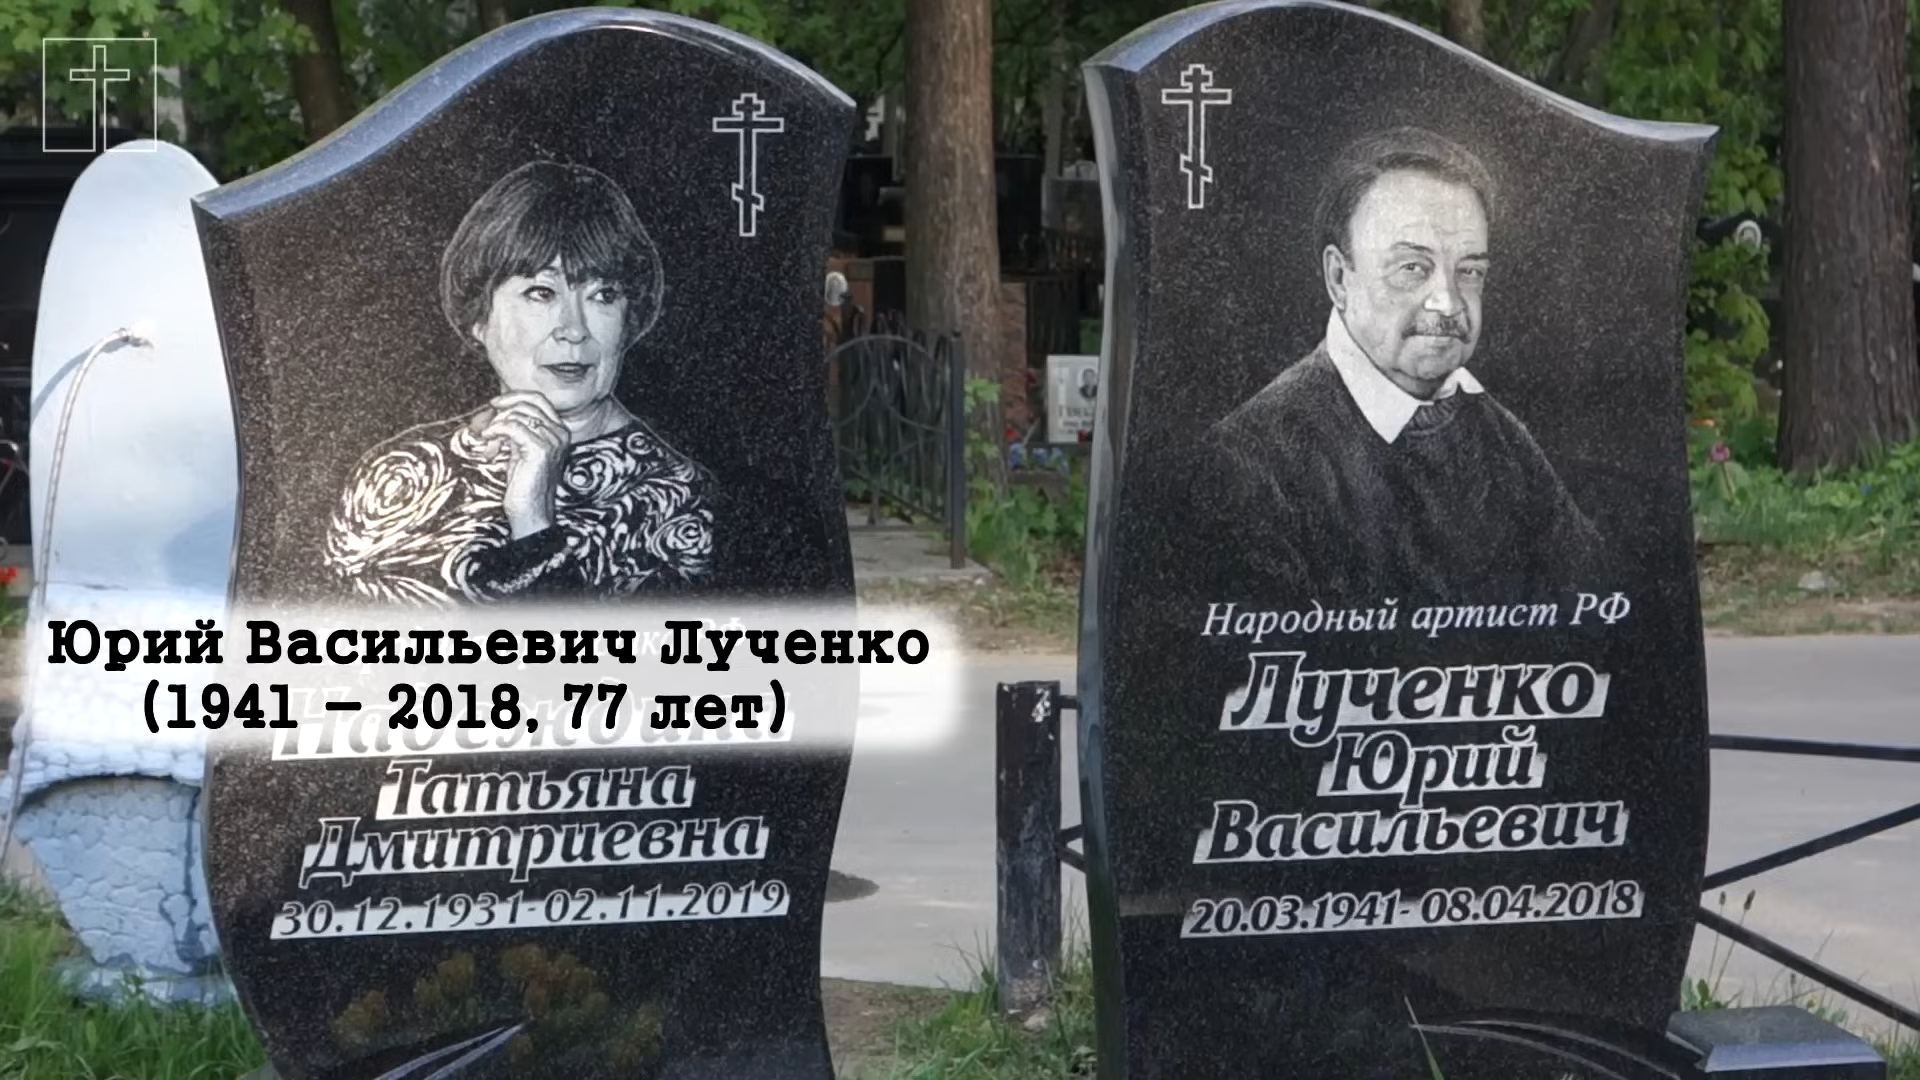 Юрий Васильевич Лученко
(1941 – 2018, 77 лет)
Татьяна
Дмитриевна
30.12.1931-02.11.2019
Народный артист РФ
Лученко
Юрий
Васильевич
20.03.1941-08.04.2018